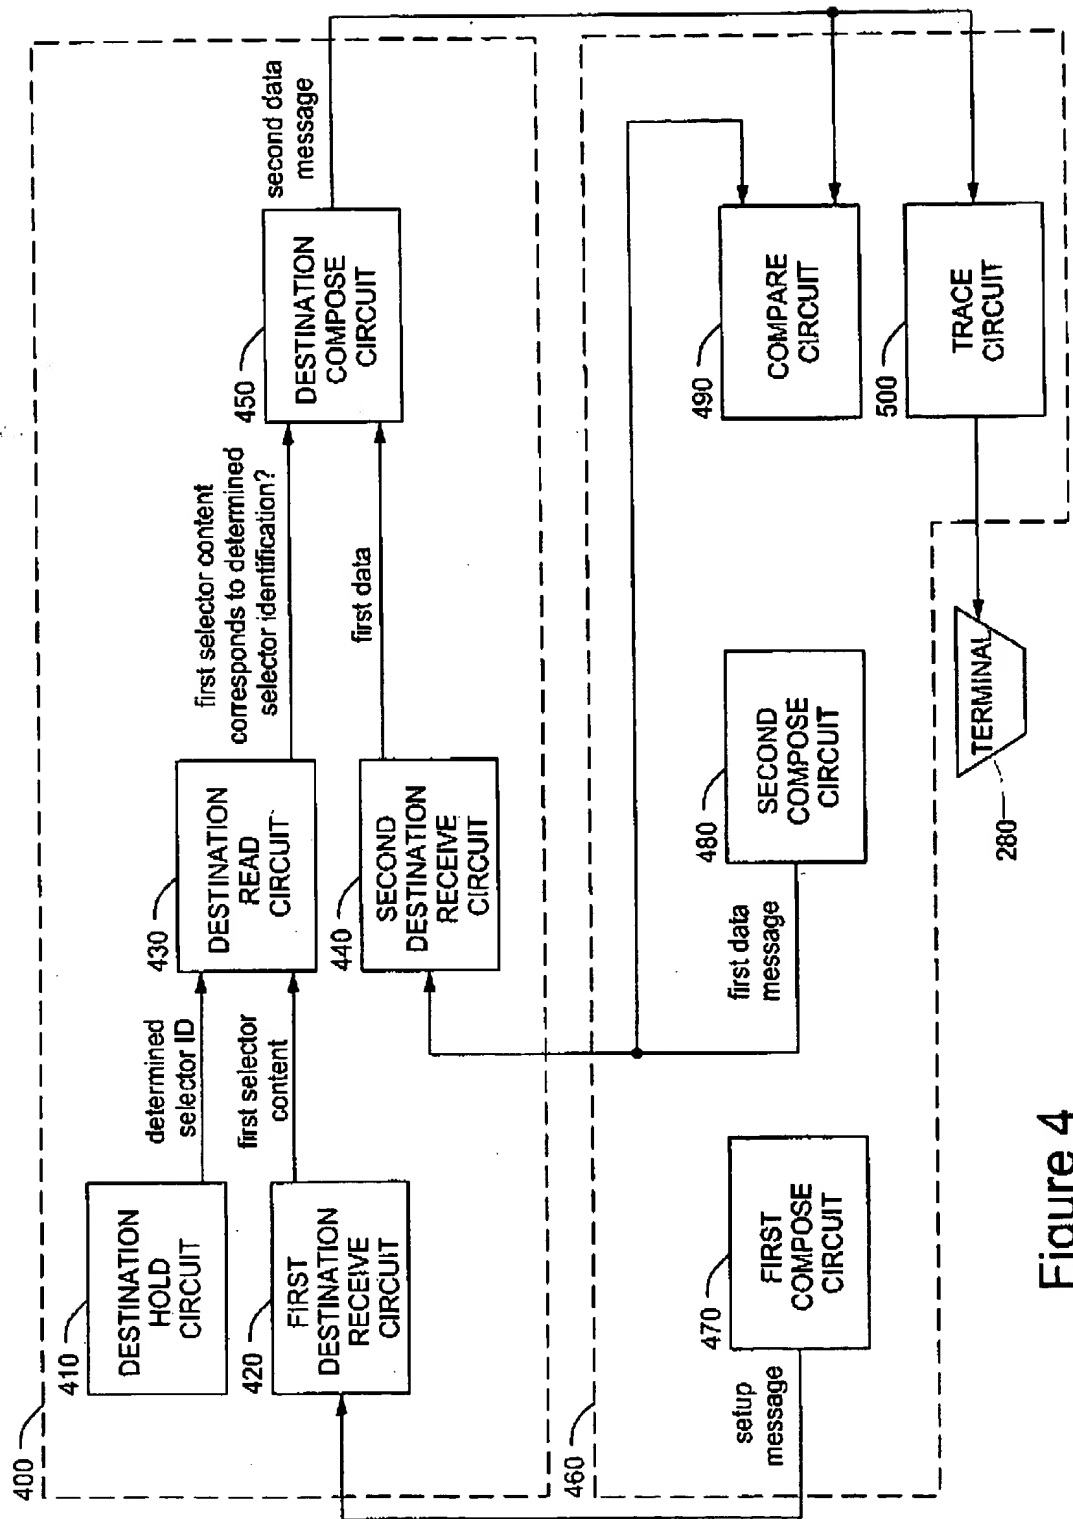 400
410
DESTINATION
HOLD
CIRCUIT
determined
selector ID
420
FIRST
DESTINATION
RECEIVE
CIRCUIT
first selector
content
430
DESTINATION
READ
CIRCUIT
first selector content
corresponds to determined
selector identification?
440
SECOND
DESTINATION
RECEIVE
CIRCUIT
first data
450
DESTINATION
COMPOSE
CIRCUIT
second data
message
460
setup
message
470
FIRST
COMPOSE
CIRCUIT
first data
message
480
SECOND
COMPOSE
CIRCUIT
490
COMPARE
CIRCUIT
500
TRACE
CIRCUIT
TERMINAL
280
Figure 4